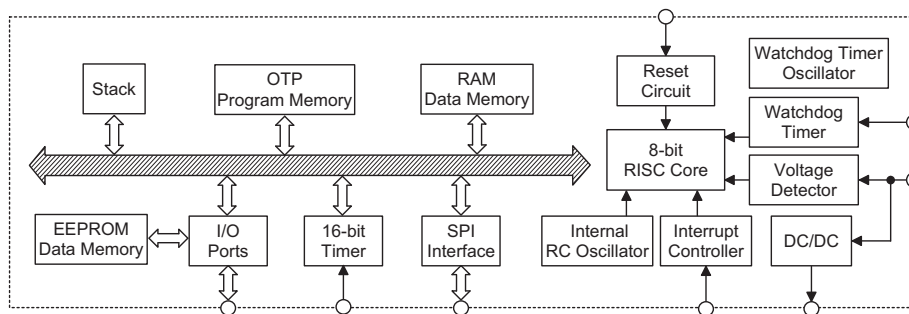 Stack
OTP
Program Memory
RAM
Data Memory
Reset
Circuit
Watchdog Timer
Oscillator
Watchdog
Timer
8-bit
RISC Core
Voltage
Detector
EEPROM
Data Memory
I/O
Ports
16-bit
Timer
SPI
Interface
Internal
RC Oscillator
Interrupt
Controller
DC/DC